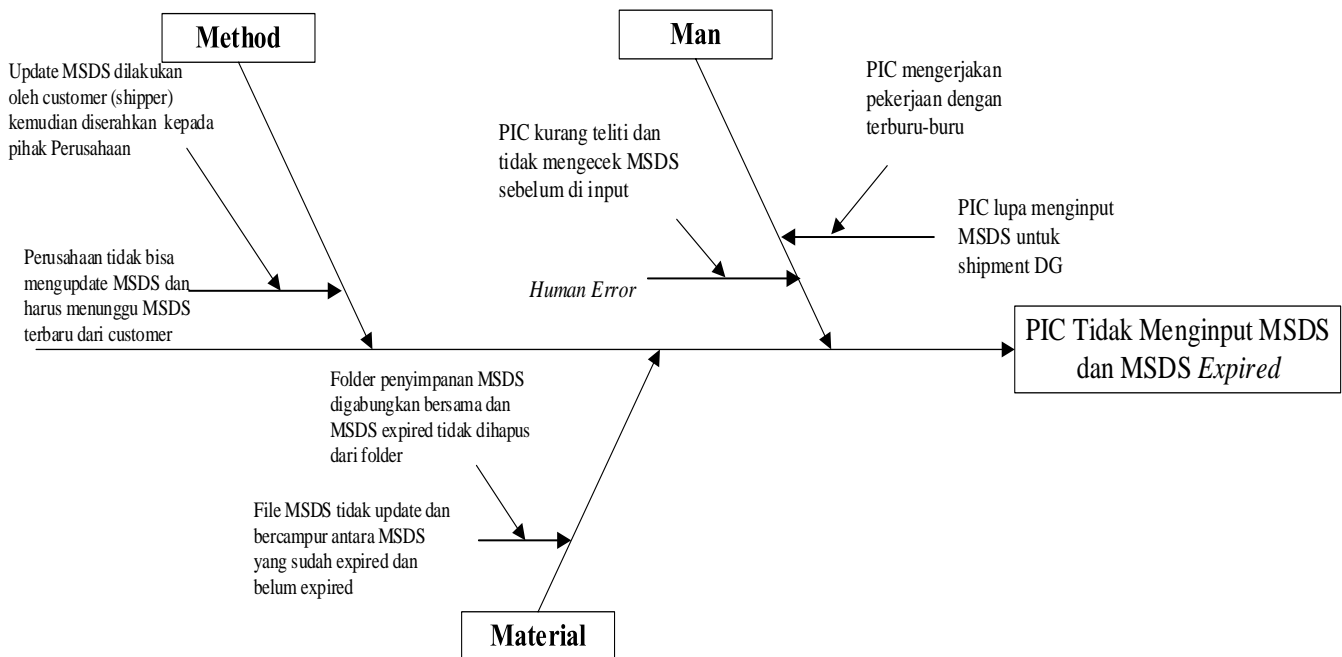 Method
Update MSDS dilakukan
oleh customer (shipper)
kemudian diserahkan kepada
pihak Perusahaan
Perusahaan tidak bisa
mengupdate MSDS dan
harus menunggu MSDS
terbaru dari customer
Man
PIC kurang teliti dan
tidak mengecek MSDS
sebelum di input
Human Error
PIC mengerjakan
pekerjaan dengan
terburu-buru
PIC lupa menginput
MSDS untuk
shipment DG
PIC Tidak Menginput MSDS
dan MSDS Expired
Folder penyimpanan MSDS
digabungkan bersama dan
MSDS expired tidak dihapus
dari folder
File MSDS tidak update dan
bercampur antara MSDS
yang sudah expired dan
belum expired
Material